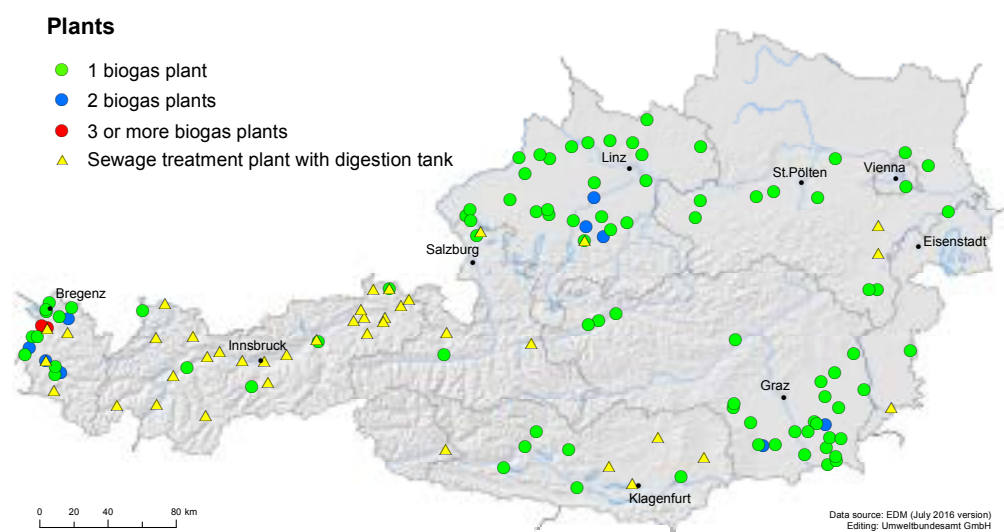 Plants
1 biogas plant
2 biogas plants
3 or more biogas plants
Sewage treatment plant with digestion tank
Linz
Vienna
St.Pölten
Salzburg
Eisenstadt
Bregenz
Innsbruck
Graz
Klagenfurt
0 20 40 80 km
Data source: EDM (July 2016 version)
Editing: Umweltbundesamt GmbH